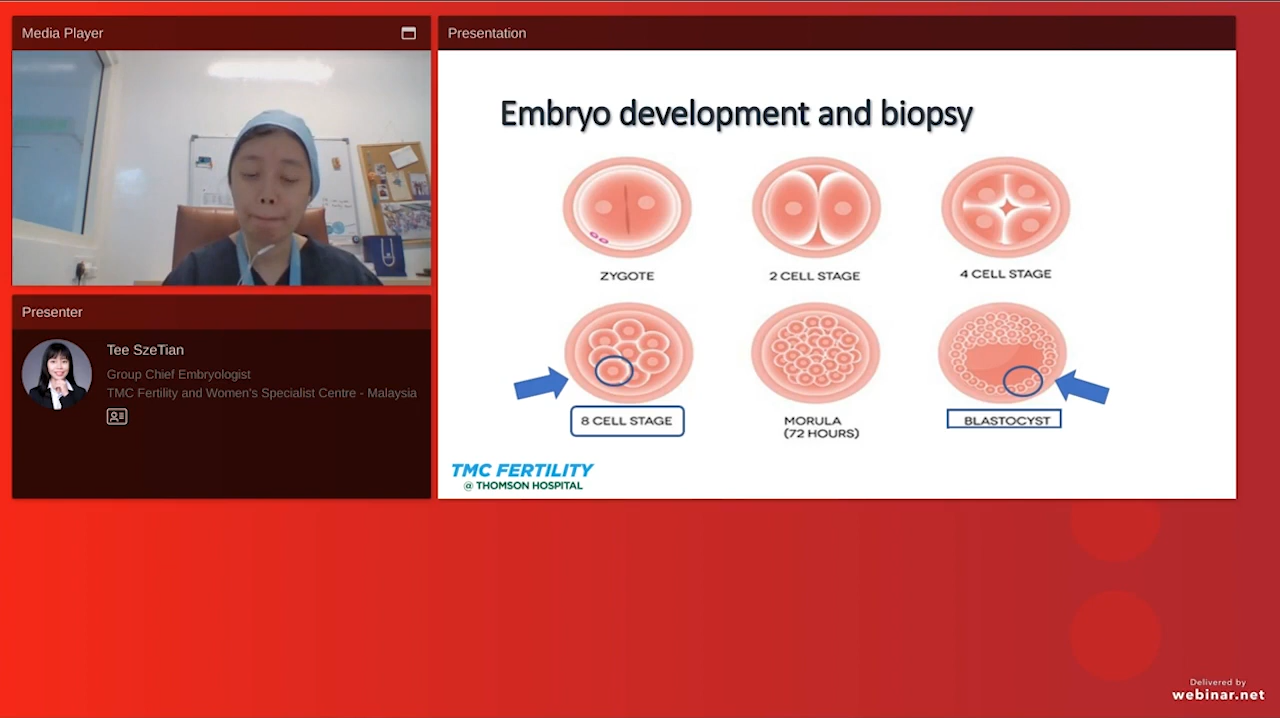 Media Player
Presenter
Tee SzeTian
Group Chief Embryologist
TMC Fertility and Women's Specialist Centre - Malaysia
Presentation
Embryo development and biopsy
ZYGOTE
2 CELL STAGE
4 CELL STAGE
8 CELL STAGE
MORULA
(72 HOURS)
BLASTOCYST
TMC FERTILITY
@ THOMSON HOSPITAL
Delivered by
webinar.net